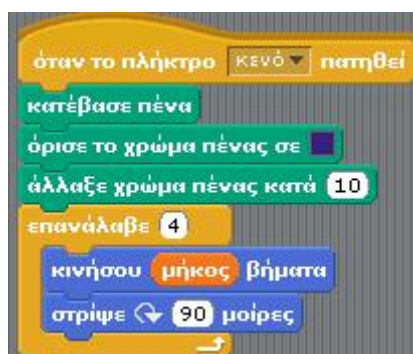 όταν το πλήκτρο κενό πατηθεί
κατέβασε πένα
όρισε το χρώμα πένας σε
άλλαξε χρώμα πένας κατά 10
επανάλαβε 4
κινήσου μήκος βήματα
στρίψε 90 μοίρες